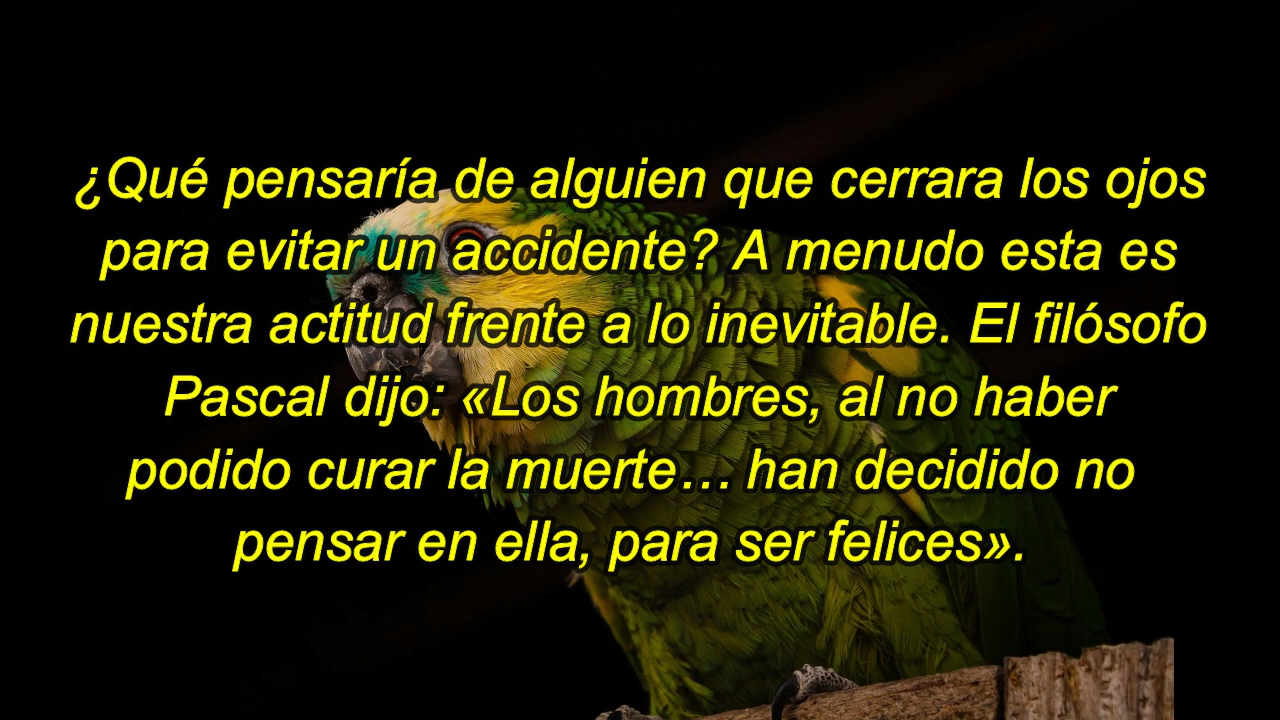 ¿Qué pensaría de alguien que cerrara los ojos
para evitar un accidente? A menudo esta es
nuestra actitud frente a lo inevitable. El filósofo
Pascal dijo: «Los hombres, al no haber
podido curar la muerte… han decidido no
pensar en ella, para ser felices».